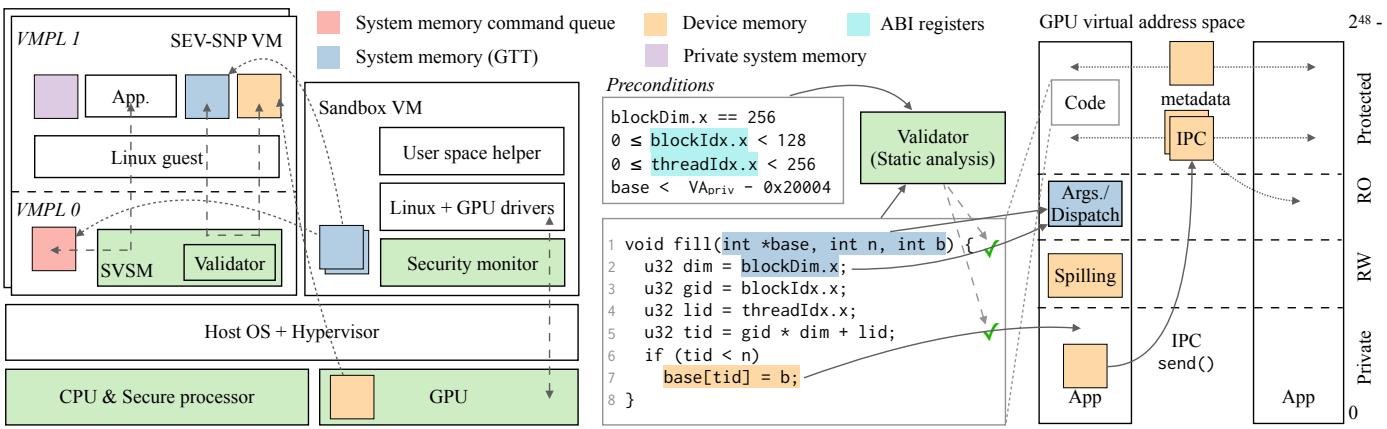 System memory command queue
System memory (GTT)
Device memory
Private system memory
ABI registers
VMPL 1
SEV-SNP VM
App.
Linux guest
VMPL 0
SVSM
Validator
Sandbox VM
User space helper
Linux + GPU drivers
Security monitor
Host OS + Hypervisor
CPU & Secure processor
GPU
Preconditions
blockDim.x == 256
0 ≤ blockIdx.x < 128
0 ≤ threadIdx.x < 256
base < VApriv - 0x20004
Validator
(Static analysis)
1 void fill(int *base, int n, int b) {
2 u32 dim = blockDim.x;
3 u32 gid = blockIdx.x;
4 u32 lid = threadIdx.x;
5 u32 tid = gid * dim + lid;
6 if (tid < n)
7 base[tid] = b;
8 }
GPU virtual address space
2⁴⁸ -
Code
metadata
IPC
Args./
Dispatch
Spilling
IPC
send()
App
App
Protected
RO
RW
Private
0